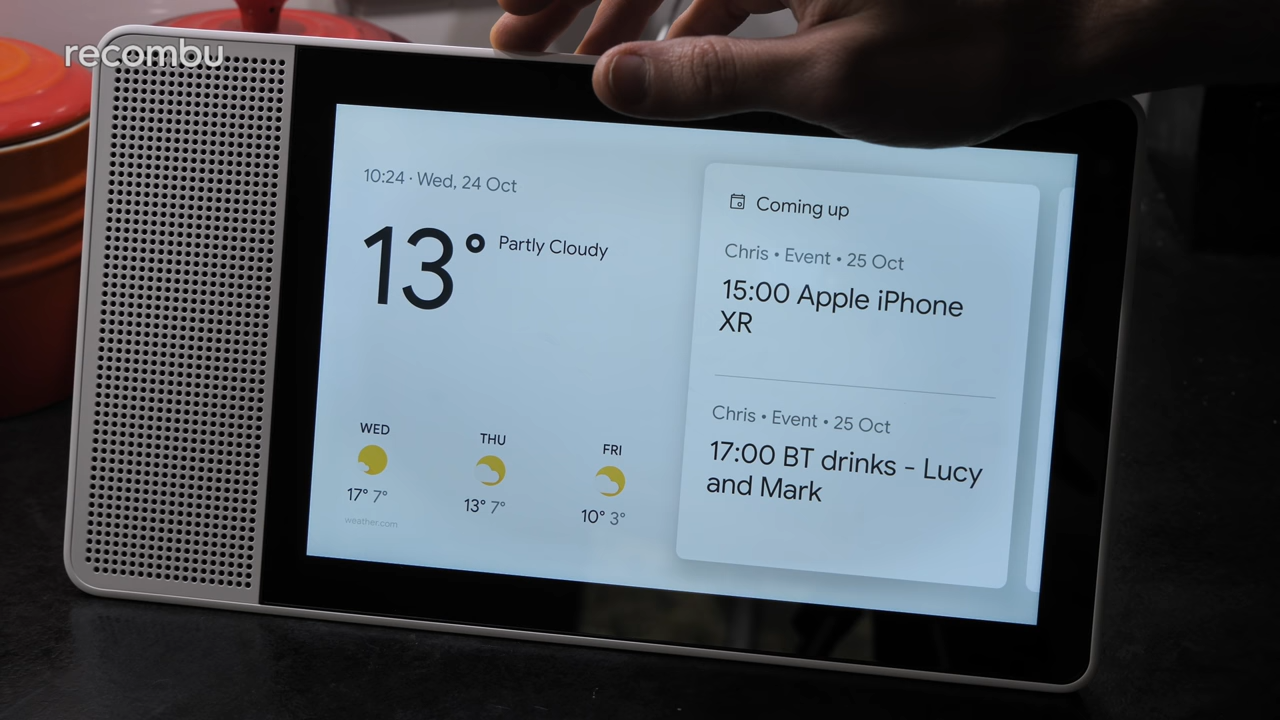 recombu
10:24 · Wed, 24 Oct
13° Partly Cloudy
WED
17° 7°
THU
13° 7°
FRI
10° 3°
weather.com
Coming up
Chris • Event • 25 Oct
15:00 Apple iPhone
XR
Chris • Event • 25 Oct
17:00 BT drinks - Lucy
and Mark